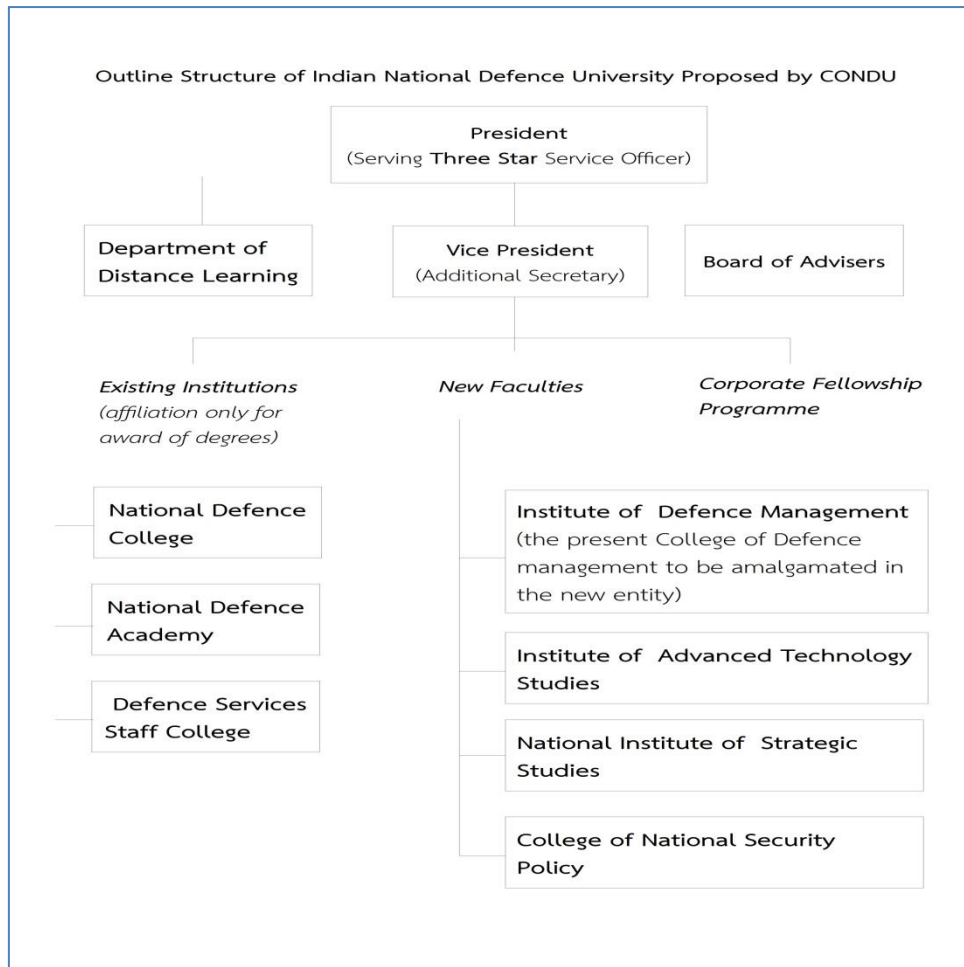 Outline Structure of Indian National Defence University Proposed by CONDU
President
(Serving Three Star Service Officer)
Department of
Distance Learning
Vice President
(Additional Secretary)
Board of Advisers
Existing Institutions
(affiliation only for
award of degrees)
New Faculties
Corporate Fellowship
Programme
National Defence
College
National Defence
Academy
Defence Services
Staff College
Institute of Defence Management
(the present College of Defence
management to be amalgamated in
the new entity)
Institute of Advanced Technology
Studies
National Institute of Strategic
Studies
College of National Security
Policy